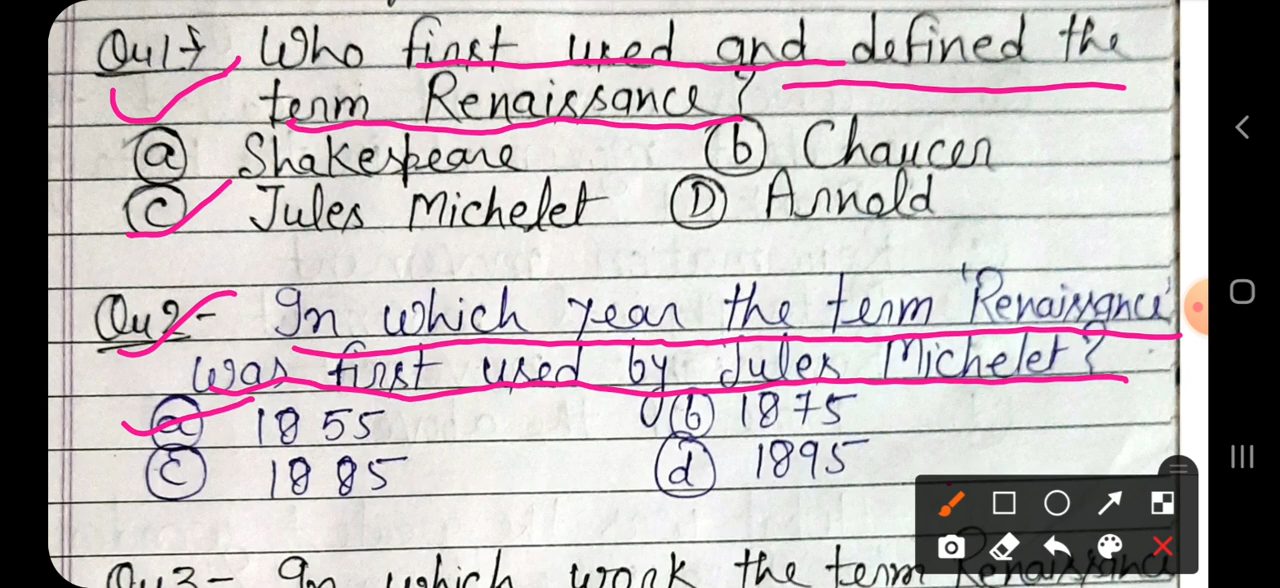 Qu1→ Who first used and defined the
term Renaissance?
(a) Shakespeare (b) Chaucer
(c) Jules Michelet (D) Arnold
Qu2- In which year the term 'Renaissance'
was first used by Jules Michelet?
(a) 1855 (b) 1875
(c) 1885 (d) 1895
Qu3- In which work the term Renaissance